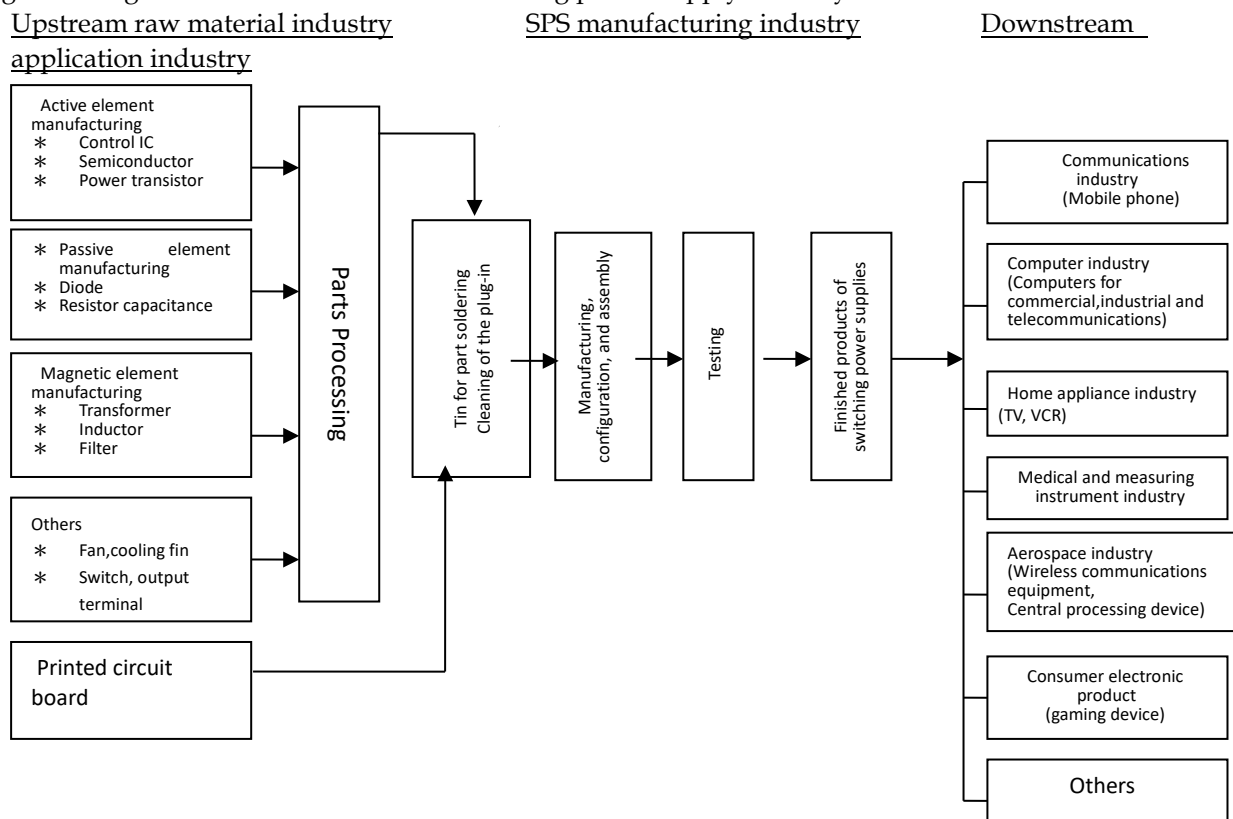 Upstream raw material industry SPS manufacturing industry Downstream
application industry
Active element
manufacturing
＊ Control IC
＊ Semiconductor
＊ Power transistor
＊ Passive element
manufacturing
＊ Diode
＊ Resistor capacitance
Magnetic element
manufacturing
＊ Transformer
＊ Inductor
＊ Filter
Others
＊ Fan,cooling fin
＊ Switch, output
terminal
Printed circuit
board
Parts Processing
Tin for part soldering
Cleaning of the plug-in
Manufacturing,
configuration, and assembly
Testing
Finished products of
switching power supplies
Communications
industry
(Mobile phone)
Computer industry
(Computers for
commercial,industrial and
telecommunications)
Home appliance industry
(TV, VCR)
Medical and measuring
instrument industry
Aerospace industry
(Wireless communications
equipment,
Central processing device)
Consumer electronic
product
(gaming device)
Others